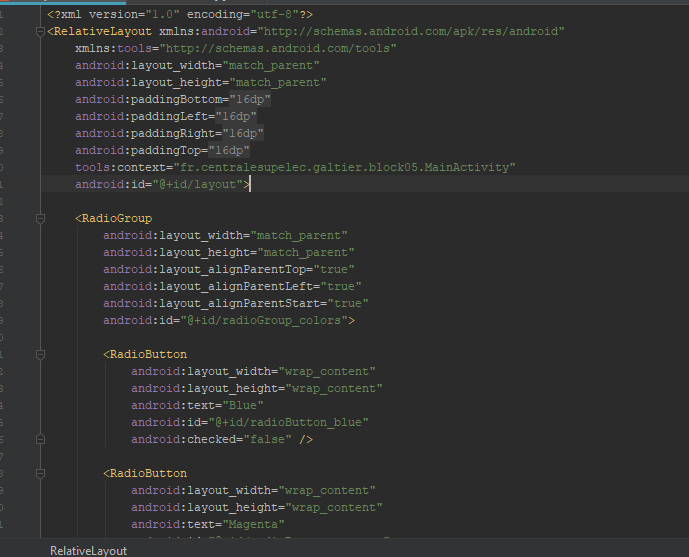 <?xml version="1.0" encoding="utf-8"?>
<RelativeLayout xmlns:android="http://schemas.android.com/apk/res/android"
xmlns:tools="http://schemas.android.com/tools"
android:layout_width="match_parent"
android:layout_height="match_parent"
android:paddingBottom="16dp"
android:paddingLeft="16dp"
android:paddingRight="16dp"
android:paddingTop="16dp"
tools:context="fr.centralesupelec.galtier.block05.MainActivity"
android:id="@+id/layout">
<RadioGroup
android:layout_width="match_parent"
android:layout_height="match_parent"
android:layout_alignParentTop="true"
android:layout_alignParentLeft="true"
android:layout_alignParentStart="true"
android:id="@+id/radioGroup_colors">
<RadioButton
android:layout_width="wrap_content"
android:layout_height="wrap_content"
android:text="Blue"
android:id="@+id/radioButton_blue"
android:checked="false" />
<RadioButton
android:layout_width="wrap_content"
android:layout_height="wrap_content"
android:text="Magenta"
RelativeLayout